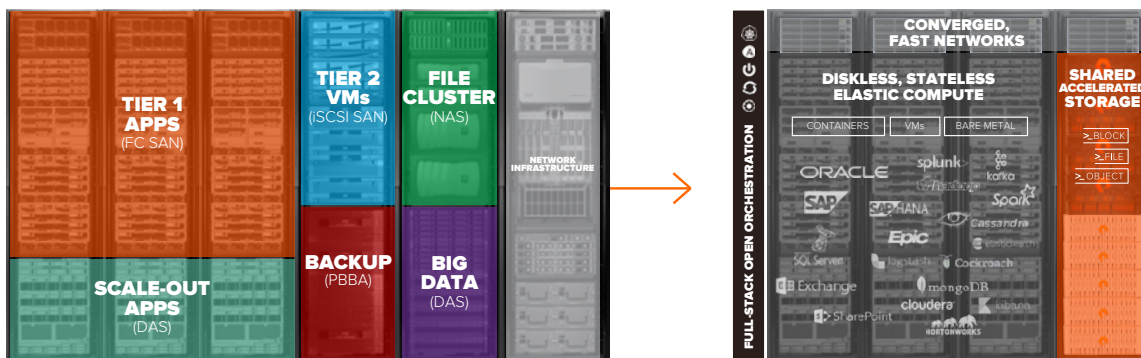 TIER 1
APPS
(FC SAN)
SCALE-OUT
APPS
(DAS)
TIER 2
VMs
(iSCSI SAN)
BACKUP
(PBBA)
FILE
CLUSTER
(NAS)
BIG
DATA
(DAS)
NETWORK
INFRASTRUCTURE
FULL-STACK OPEN ORCHESTRATION
CONVERGED,
FAST NETWORKS
DISKLESS, STATELESS
ELASTIC COMPUTE
CONTAINERS
VMs
BARE METAL
ORACLE
splunk>
kafka
hadoop
Spark
SAP
SAP HANA
Cassandra
Epic
elasticsearch
SQL Server
logstash
Cockroach
Exchange
mongoDB
cloudera
kibana
SharePoint
HORTONWORKS
SHARED
ACCELERATED
STORAGE
>_BLOCK
>_FILE
>_OBJECT